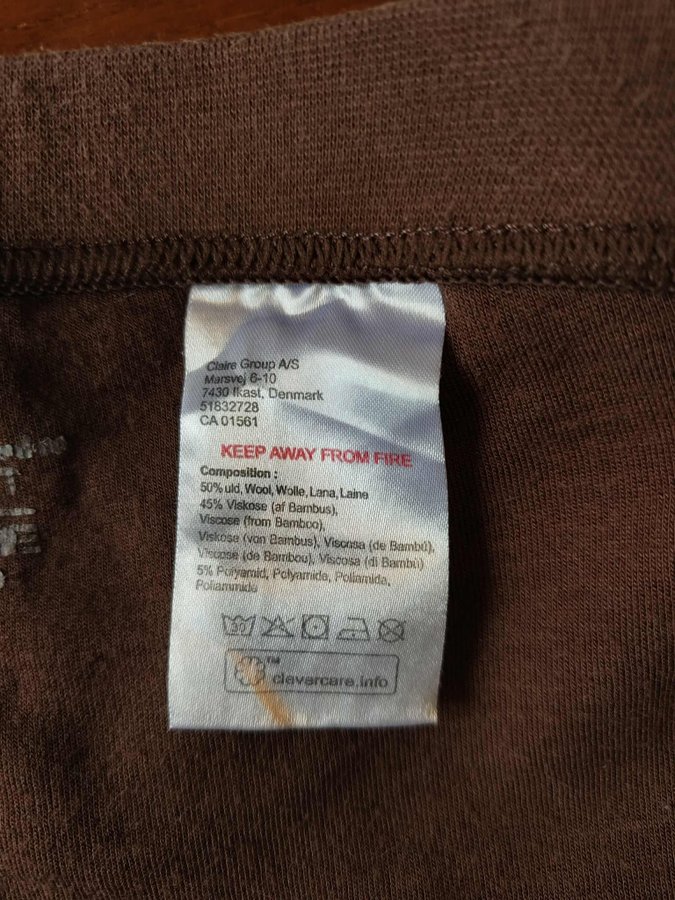 Claire Group A/S
Marsvej 6-10
7430 Ikast, Denmark
51832728
CA 01561
KEEP AWAY FROM FIRE
Composition :
50% uld, Wool, Wolle, Lana, Laine
45% Viskose (af Bambus),
Viscose (from Bamboo),
Viskose (von Bambus), Viscosa (de Bambú),
Viscose (de Bambou), Viscosa (di Bambù)
5% Polyamid, Polyamide, Poliamida,
Poliammide
30
™ clevercare.info